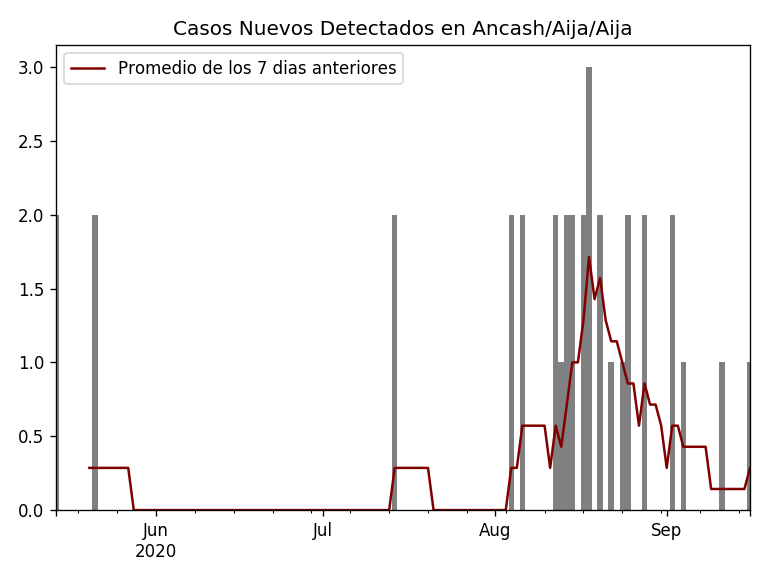 Casos Nuevos Detectados en Ancash/Aija/Aija
Promedio de los 7 dias anteriores
3.0
2.5
2.0
1.5
1.0
0.5
0.0
Jun Jul Aug Sep
2020